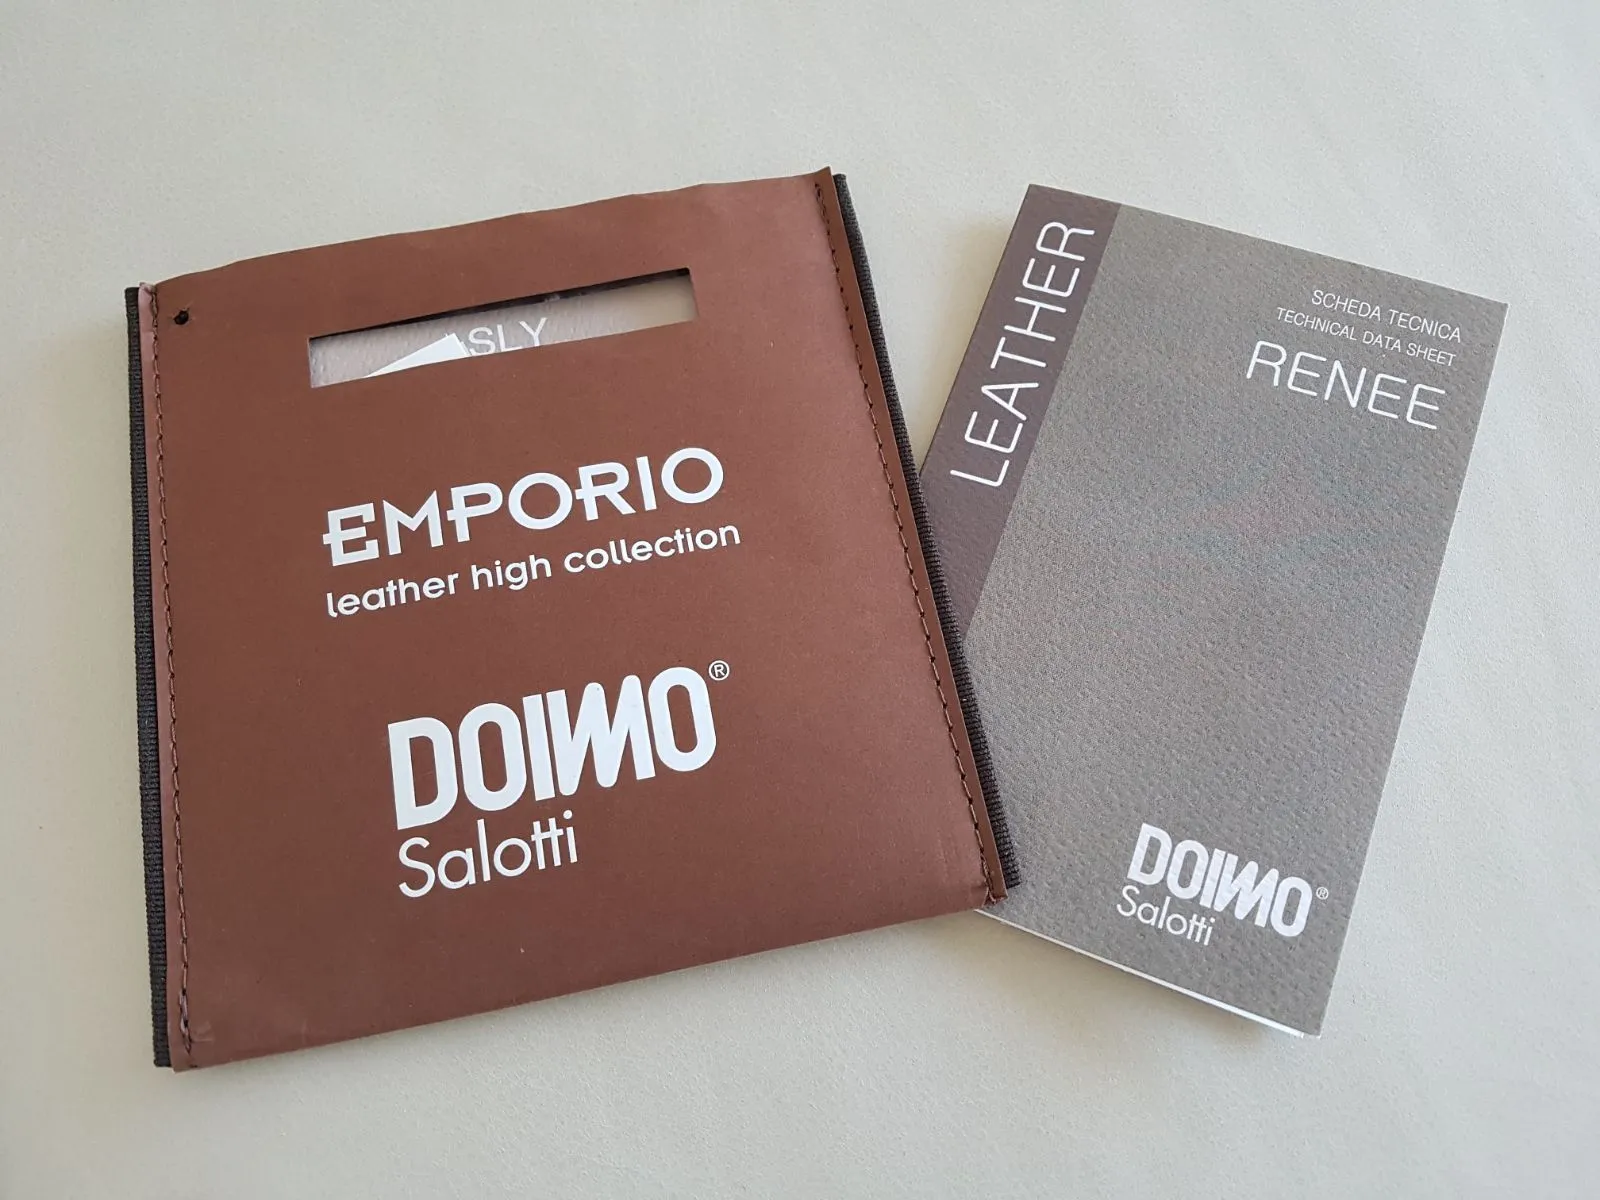 SLY
EMPORIO
leather high collection
DOIMO®
Salotti
LEATHER
SCHEDA TECNICA
TECHNICAL DATA SHEET
RENEE
DOIMO®
Salotti